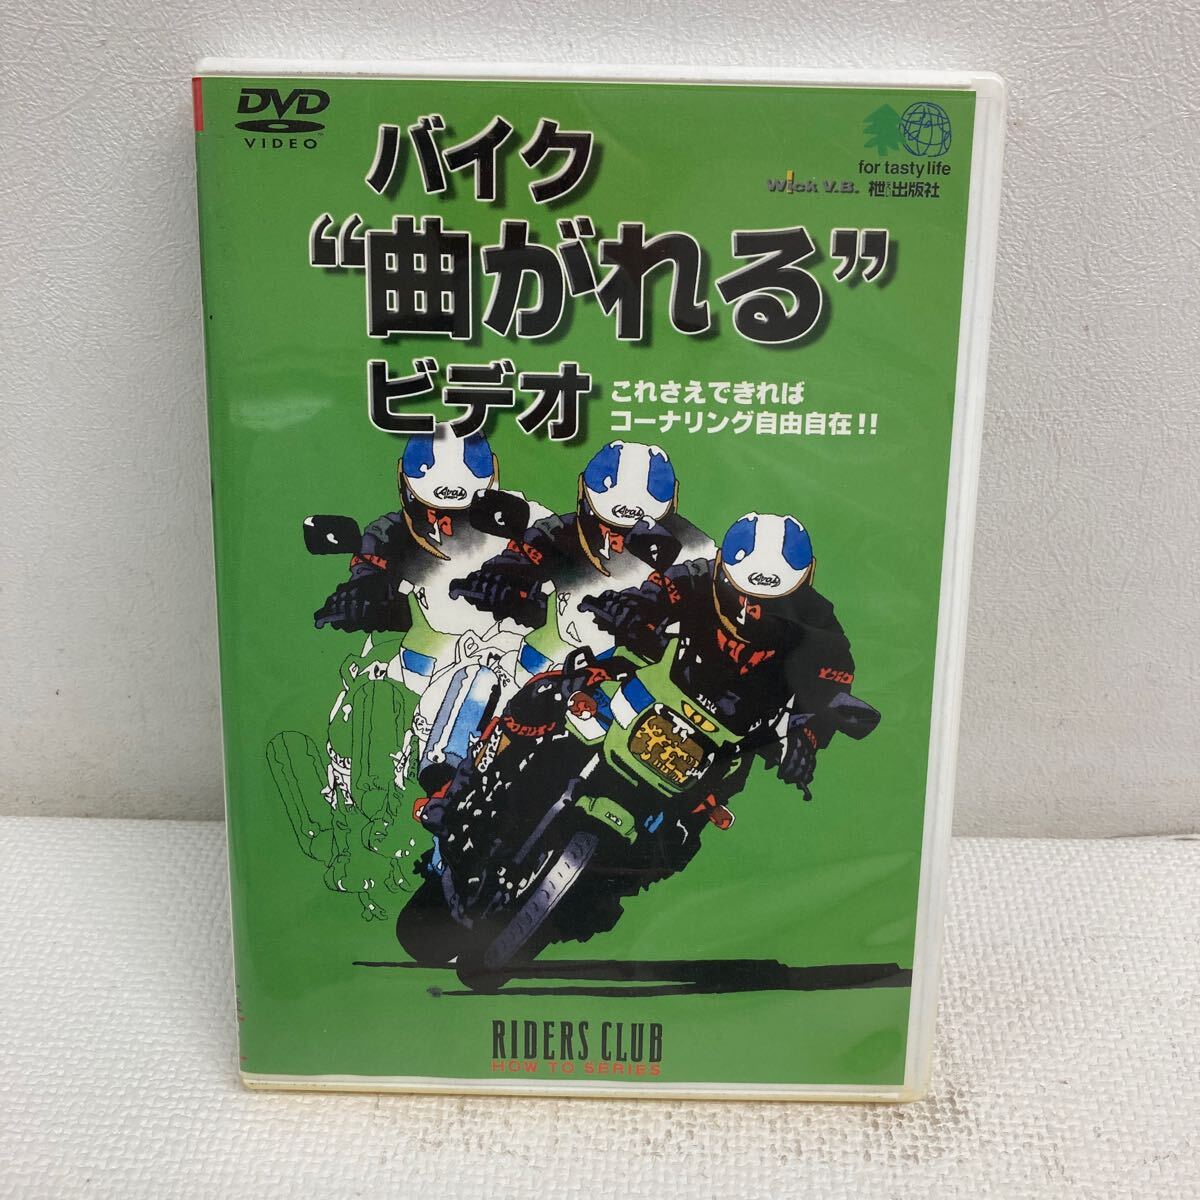 DVD
VIDEO
for tasty life
Wick V.B. 枻出版社
バイク
“曲がれる”
ビデオ
これさえできれば
コーナリング自由自在!!
Arai
Arai
Arai
RIDERS CLUB
HOW TO SERIES